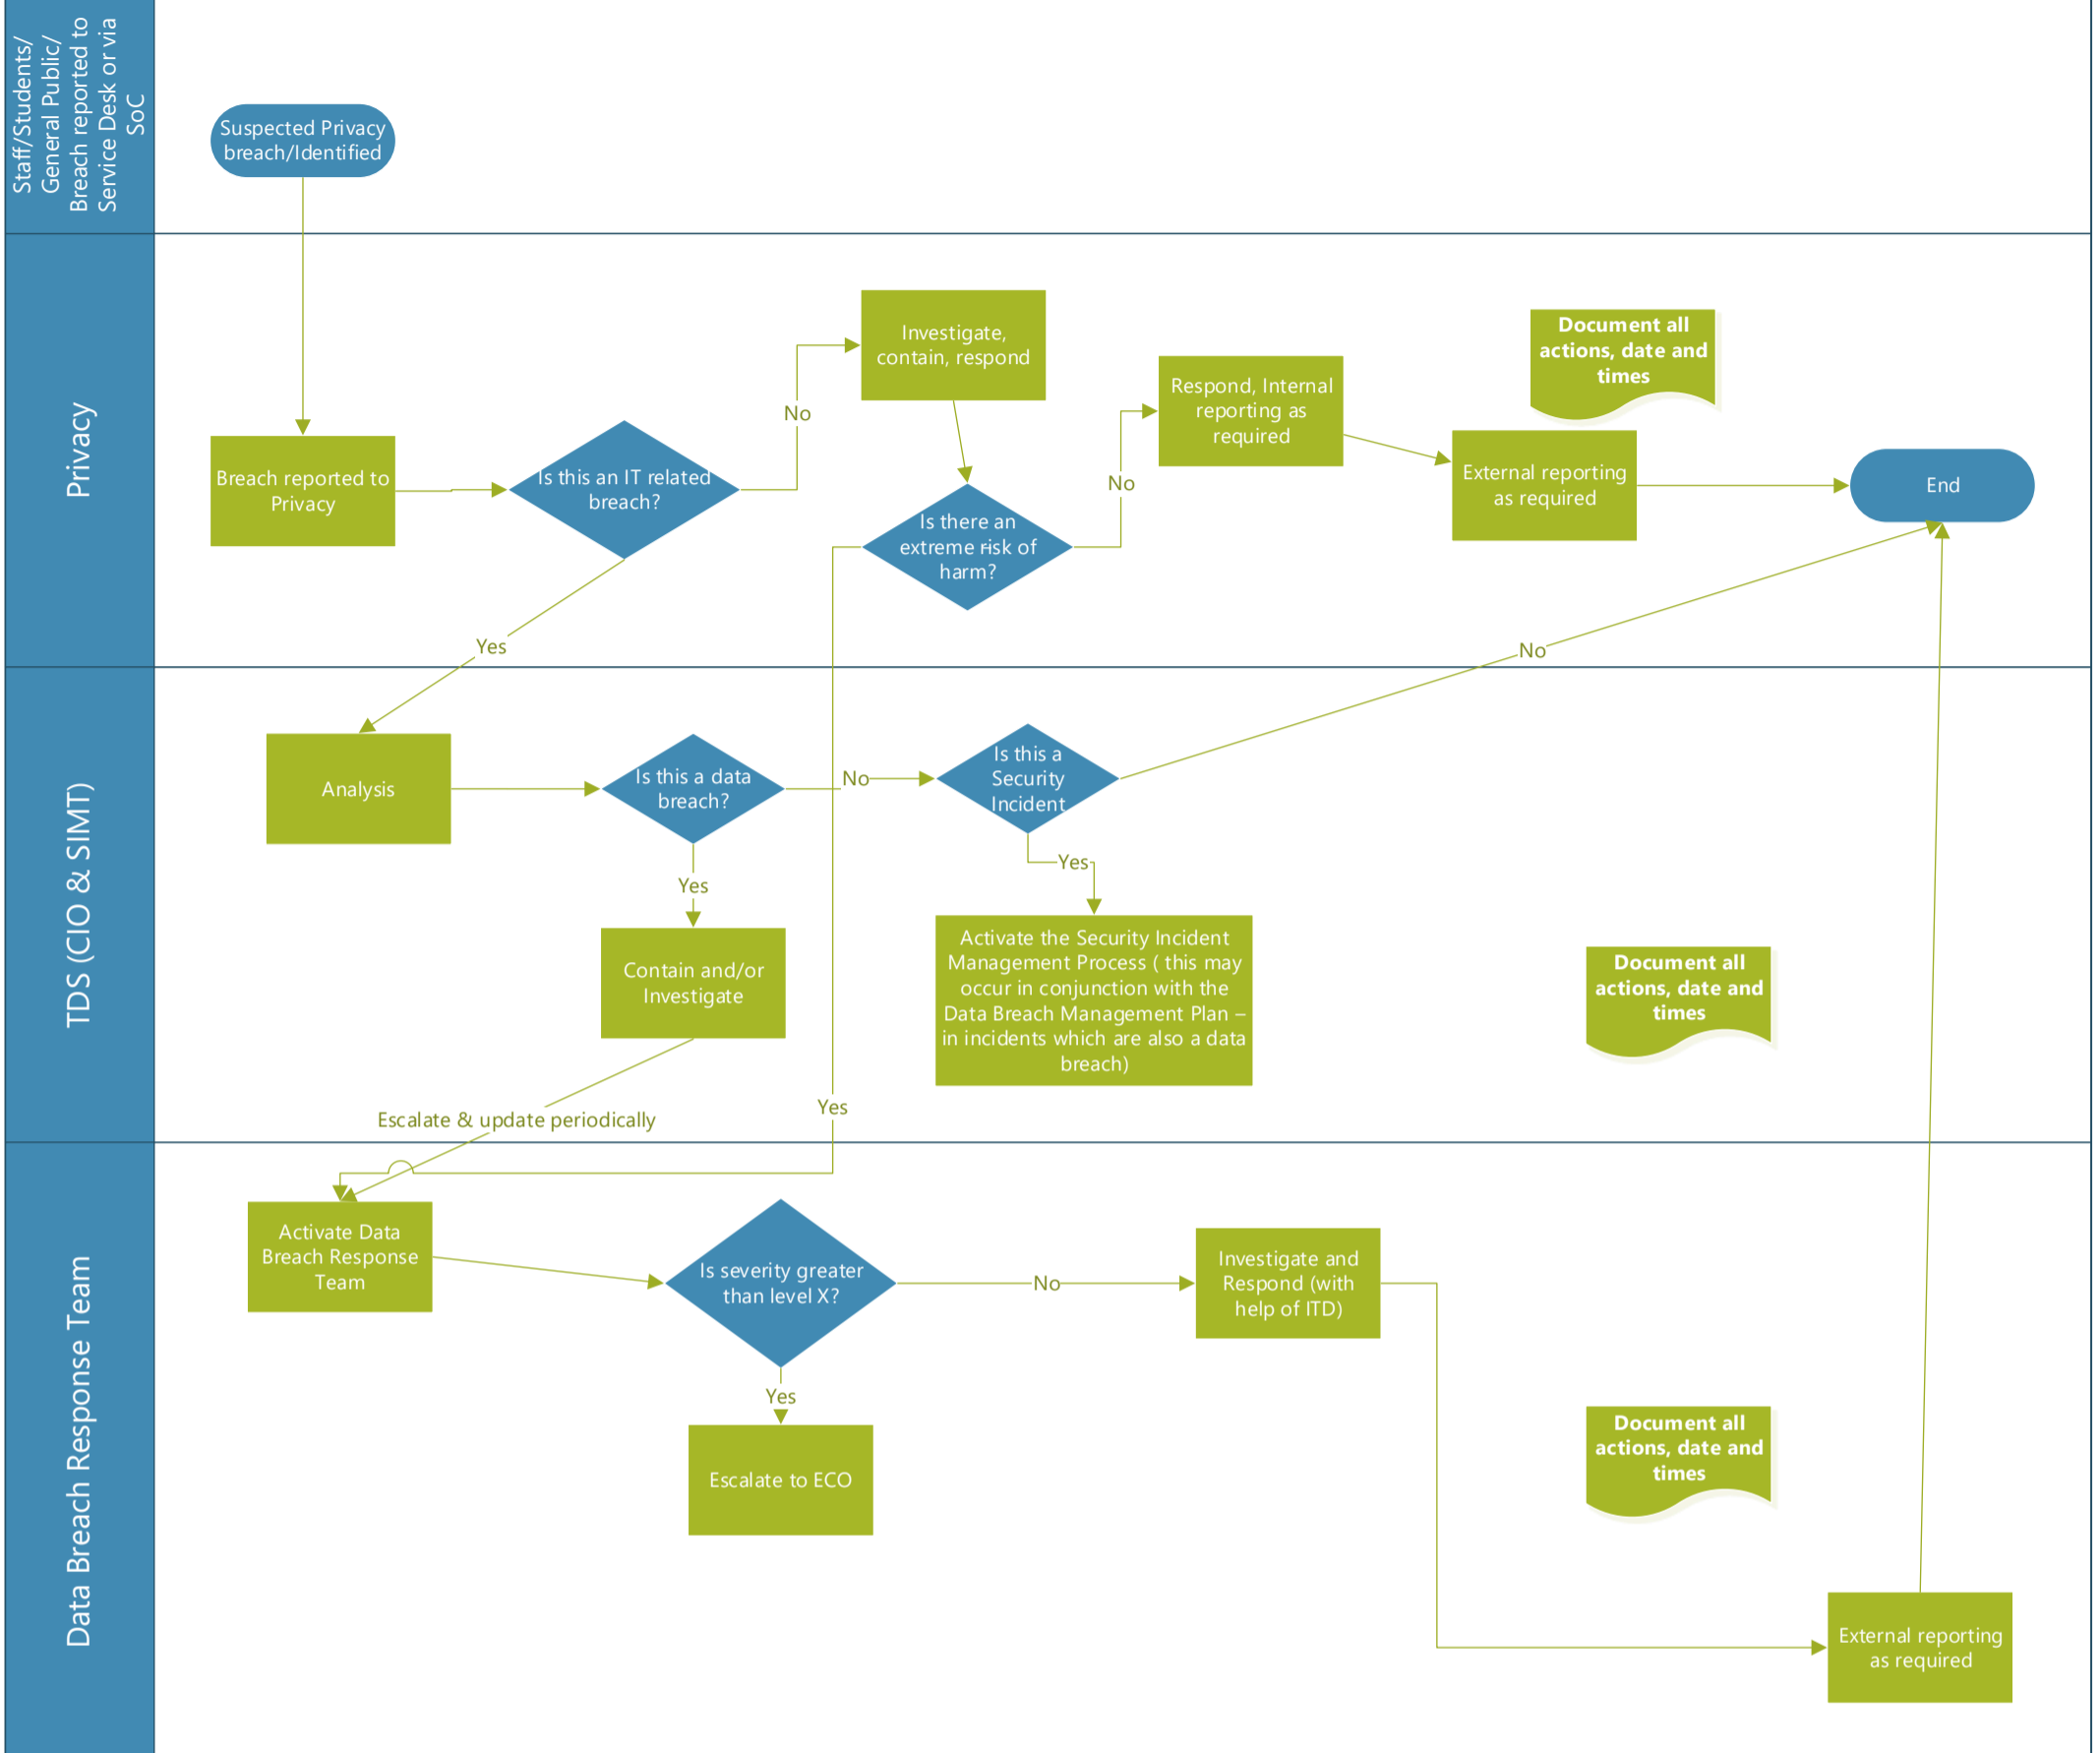 Staff/Students/
General Public/
Breach reported to
Service Desk or via
SoC
Suspected Privacy
breach/Identified
Privacy
Breach reported to
Privacy
Is this an IT related
breach?
No
Yes
Investigate,
contain, respond
Is there an
extreme risk of
harm?
No
Respond, Internal
reporting as
required
Document all
actions, date and
times
External reporting
as required
End
TDS (CIO & SIMT)
Analysis
Is this a data
breach?
No
Yes
Is this a
Security
Incident
No
Yes
Contain and/or
Investigate
Activate the Security Incident
Management Process ( this may
occur in conjunction with the
Data Breach Management Plan –
in incidents which are also a data
breach)
Document all
actions, date and
times
Escalate & update periodically
Yes
Data Breach Response Team
Activate Data
Breach Response
Team
Is severity greater
than level X?
No
Yes
Investigate and
Respond (with
help of ITD)
Escalate to ECO
Document all
actions, date and
times
External reporting
as required